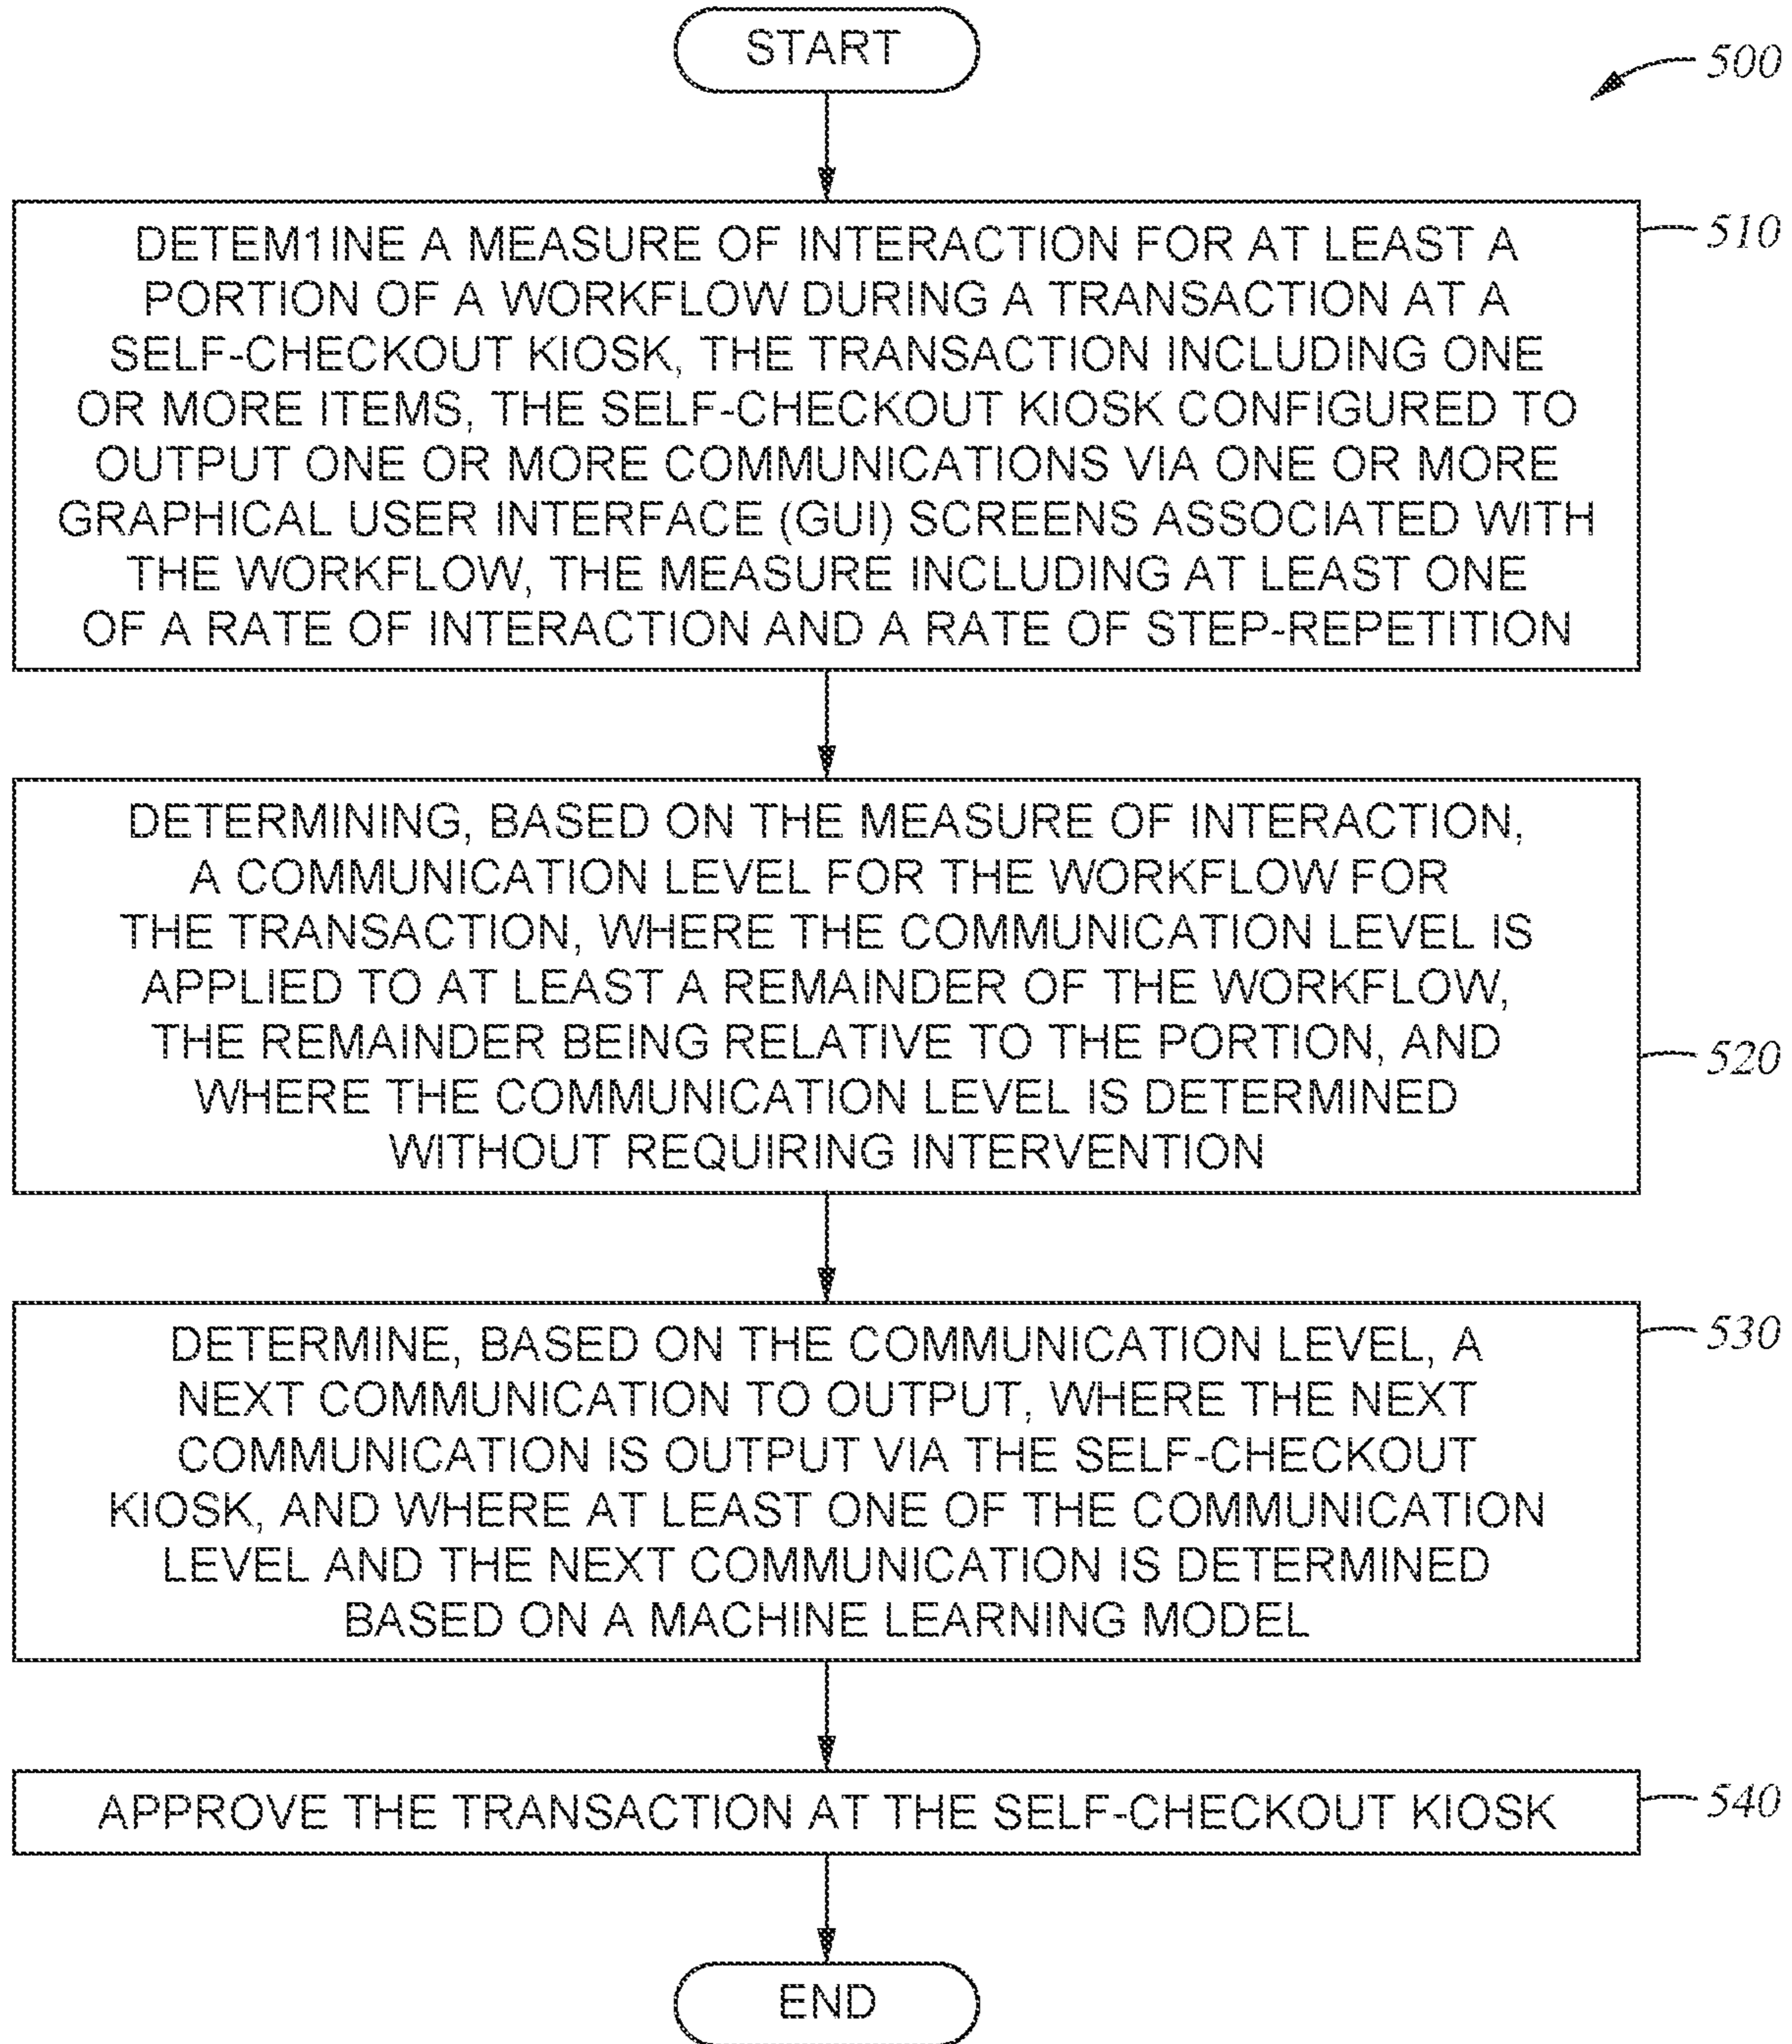 START
500
DETEM1INE A MEASURE OF INTERACTION FOR AT LEAST A
510
PORTION OF A WORKFLOW DURING A TRANSACTION AT A
SELF-CHECKOUT KIOSK, THE TRANSACTION INCLUDING ONE
OR MORE ITEMS, THE SELF-CHECKOUT KIOSK CONFIGURED TO
OUTPUT ONE OR MORE COMMUNICATIONS VIA ONE OR MORE
GRAPHICAL USER INTERFACE (GUI) SCREENS ASSOCIATED WITH
THE WORKFLOW, THE MEASURE INCLUDING AT LEAST ONE
OF A RATE OF INTERACTION AND A RATE OF STEP-REPETITION
DETERMINING, BASED ON THE MEASURE OF INTERACTION,
A COMMUNICATION LEVEL FOR THE WORKFLOW FOR
THE TRANSACTION, WHERE THE COMMUNICATION LEVEL IS
APPLIED TO AT LEAST A REMAINDER OF THE WORKFLOW,
THE REMAINDER BEING RELATIVE TO THE PORTION, AND
520
WHERE THE COMMUNICATION LEVEL IS DETERMINED
WITHOUT REQUIRING INTERVENTION
DETERMINE, BASED ON THE COMMUNICATION LEVEL, A
530
NEXT COMMUNICATION TO OUTPUT, WHERE THE NEXT
COMMUNICATION IS OUTPUT VIA THE SELF-CHECKOUT
KIOSK, AND WHERE AT LEAST ONE OF THE COMMUNICATION
LEVEL AND THE NEXT COMMUNICATION IS DETERMINED
BASED ON A MACHINE LEARNING MODEL
APPROVE THE TRANSACTION AT THE SELF-CHECKOUT KIOSK
540
END